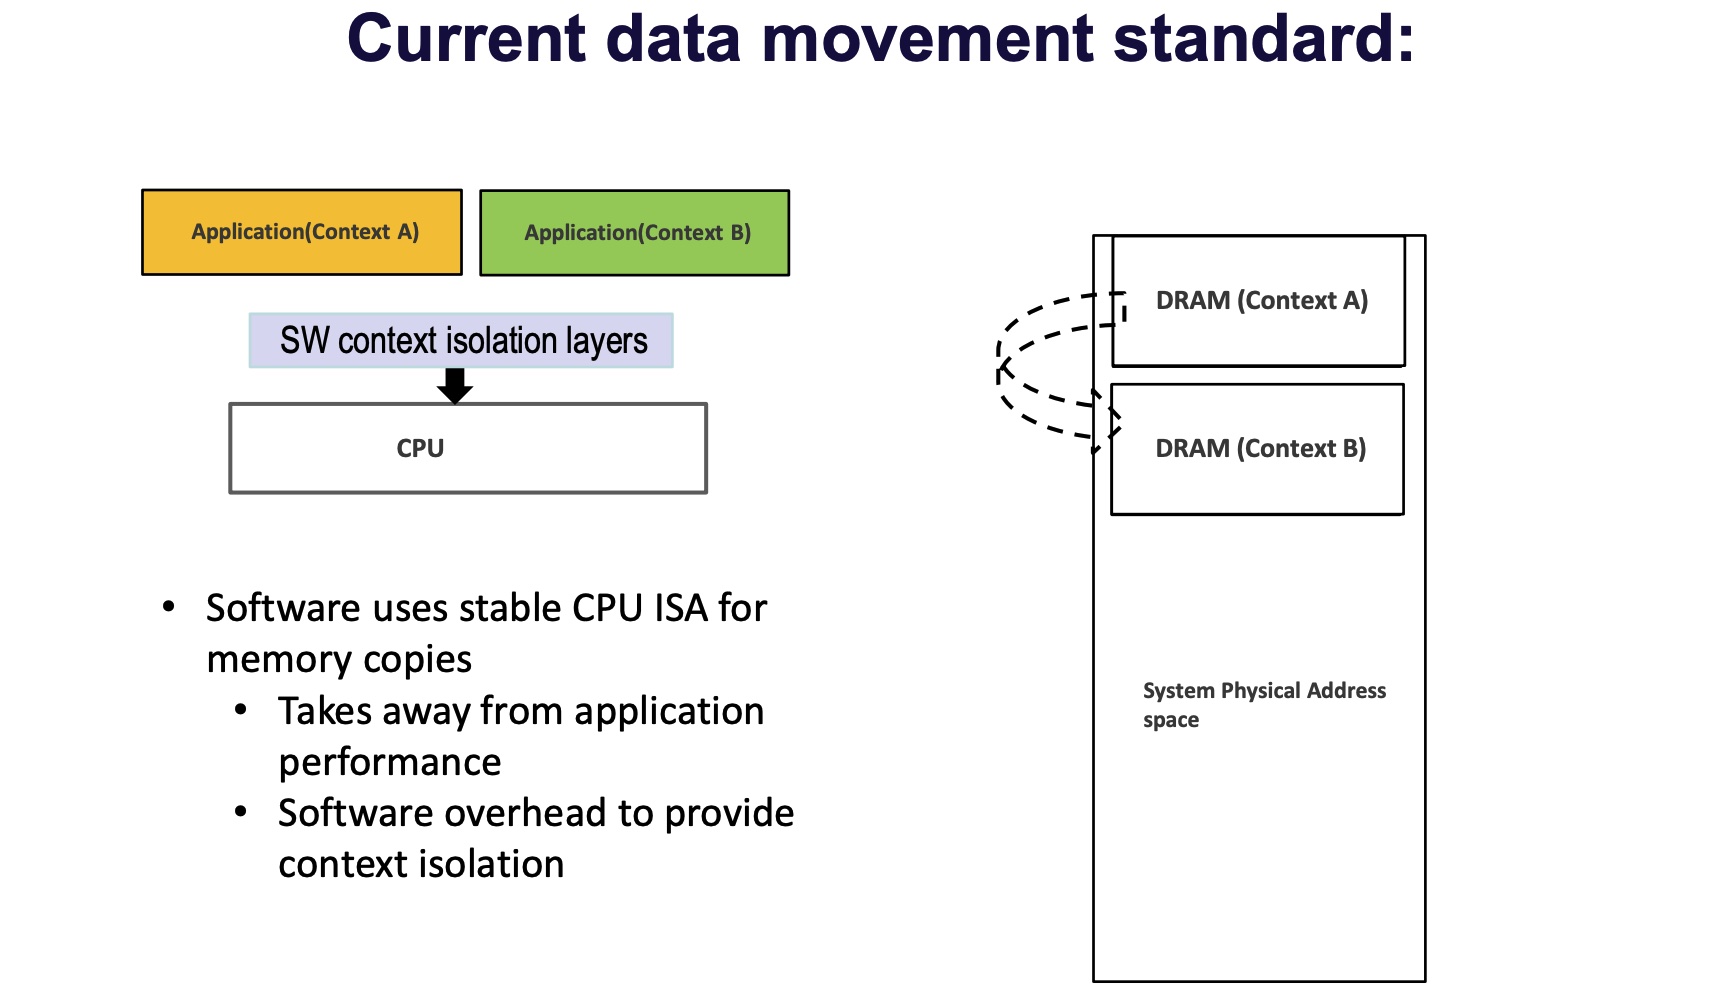 Current data movement standard:
Application(Context A)
Application(Context B)
SW context isolation layers
CPU
• Software uses stable CPU ISA for
memory copies
• Takes away from application
performance
• Software overhead to provide
context isolation
DRAM (Context A)
DRAM (Context B)
System Physical Address
space